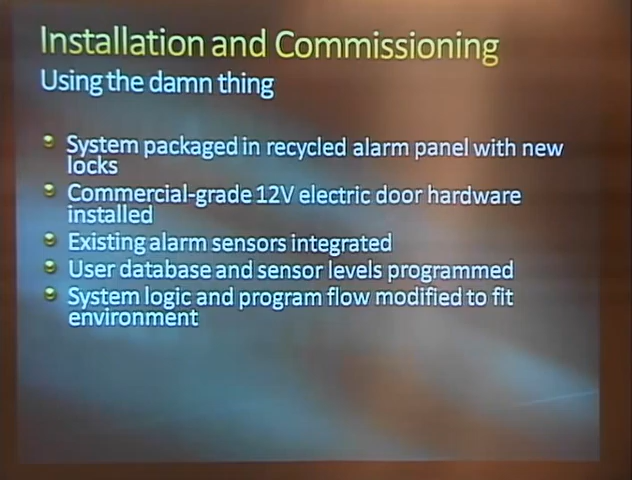 Installation and Commissioning
Using the damn thing
System packaged in recycled alarm panel with new
locks
Commercial-grade 12V electric door hardware
installed
Existing alarm sensors integrated
User database and sensor levels programmed
System logic and program flow modified to fit
environment